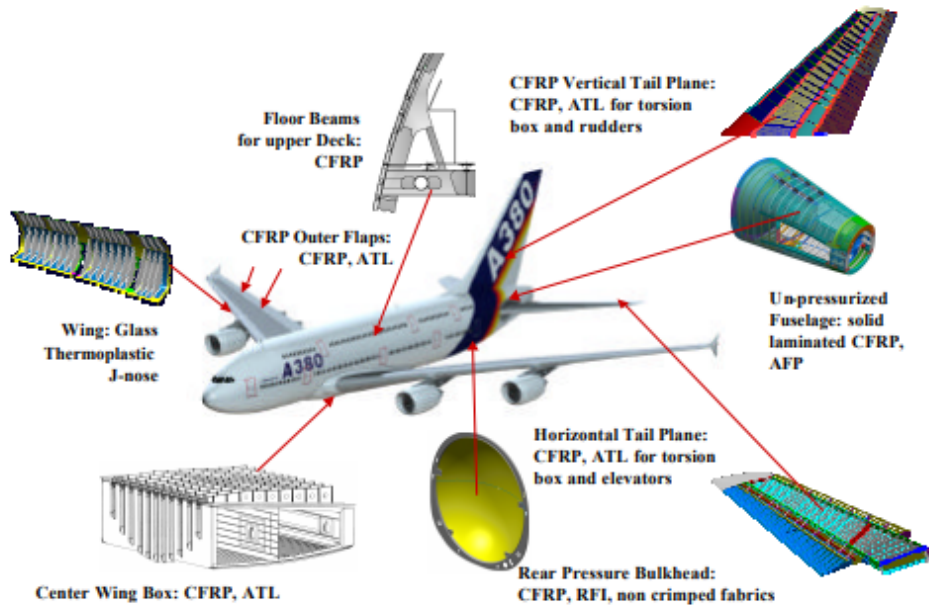 CFRP Vertical Tail Plane:
CFRP, ATL for torsion
box and rudders
Floor Beams
for upper Deck:
CFRP
A380
CFRP Outer Flaps:
CFRP, ATL
Un-pressurized
Fuselage: solid
laminated CFRP,
AFP
Wing: Glass
Thermoplastic
J-nose
A380
Horizontal Tail Plane:
CFRP, ATL for torsion
box and elevators
Rear Pressure Bulkhead:
CFRP, RFI, non crimped fabrics
Center Wing Box: CFRP, ATL